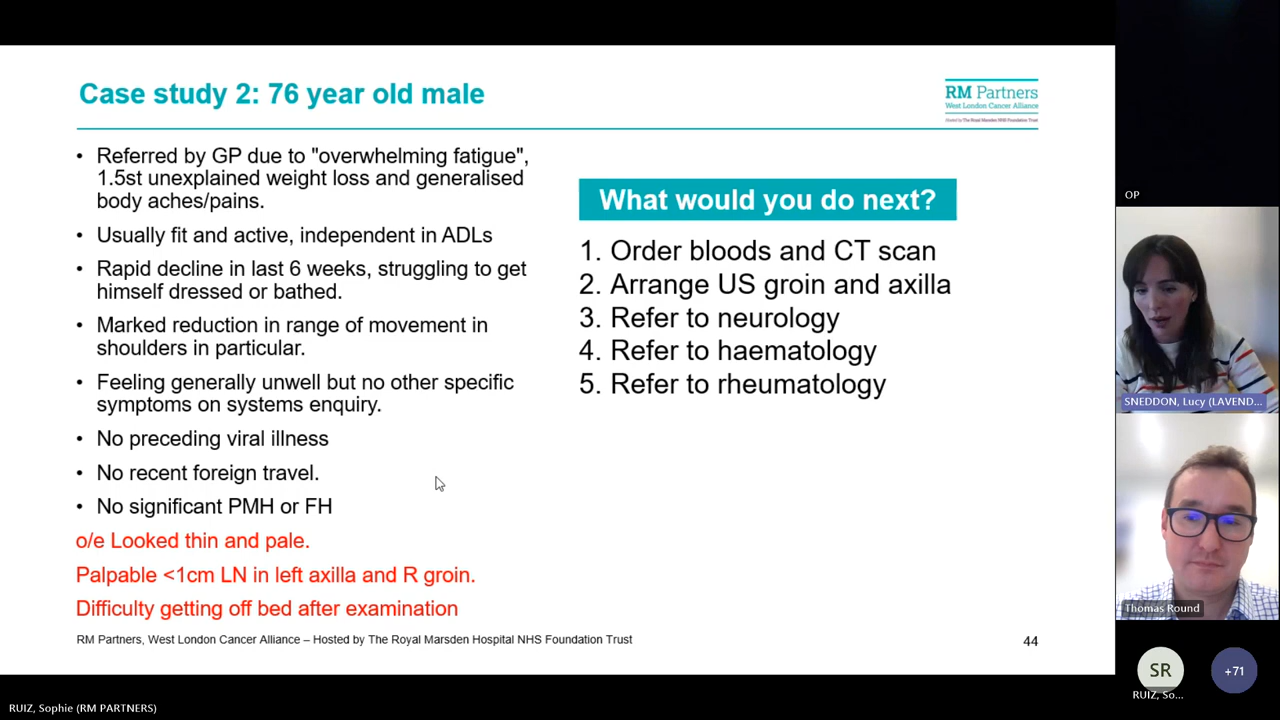 Case study 2: 76 year old male
RM Partners
West London Cancer Alliance
Hosted by The Royal Marsden NHS Foundation Trust
• Referred by GP due to "overwhelming fatigue",
1.5st unexplained weight loss and generalised
body aches/pains.
• Usually fit and active, independent in ADLs
• Rapid decline in last 6 weeks, struggling to get
himself dressed or bathed.
• Marked reduction in range of movement in
shoulders in particular.
• Feeling generally unwell but no other specific
symptoms on systems enquiry.
• No preceding viral illness
• No recent foreign travel.
• No significant PMH or FH
o/e Looked thin and pale.
Palpable <1cm LN in left axilla and R groin.
Difficulty getting off bed after examination
What would you do next?
1. Order bloods and CT scan
2. Arrange US groin and axilla
3. Refer to neurology
4. Refer to haematology
5. Refer to rheumatology
RM Partners, West London Cancer Alliance – Hosted by The Royal Marsden Hospital NHS Foundation Trust
44
OP
SNEDDON, Lucy (LAVEND...
Thomas Round
SR
RUIZ, So...
+71
RUIZ, Sophie (RM PARTNERS)